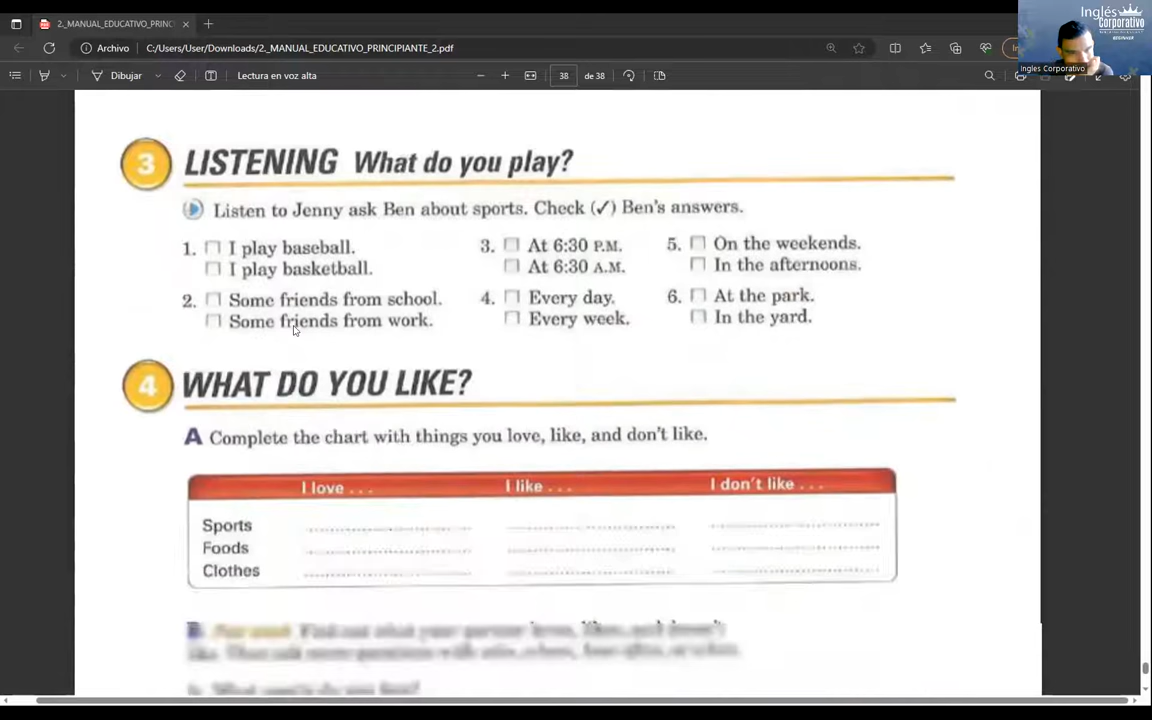 2._MANUAL_EDUCATIVO_PRINC
Archivo
C:/Users/User/Downloads/2._MANUAL_EDUCATIVO_PRINCIPIANTE_2.pdf
Dibujar
Lectura en voz alta
38
de 38
Inglés
Corporativo
BEGINNER
Ingles Corporativo
3 LISTENING What do you play?
Listen to Jenny ask Ben about sports. Check (✓) Ben's answers.
1. I play baseball.
I play basketball.
2. Some friends from school.
Some friends from work.
3. At 6:30 P.M.
At 6:30 A.M.
4. Every day.
Every week.
5. On the weekends.
In the afternoons.
6. At the park.
In the yard.
4 WHAT DO YOU LIKE?
A Complete the chart with things you love, like, and don't like.
I love . . . I like . . . I don't like . . .
Sports
Foods
Clothes